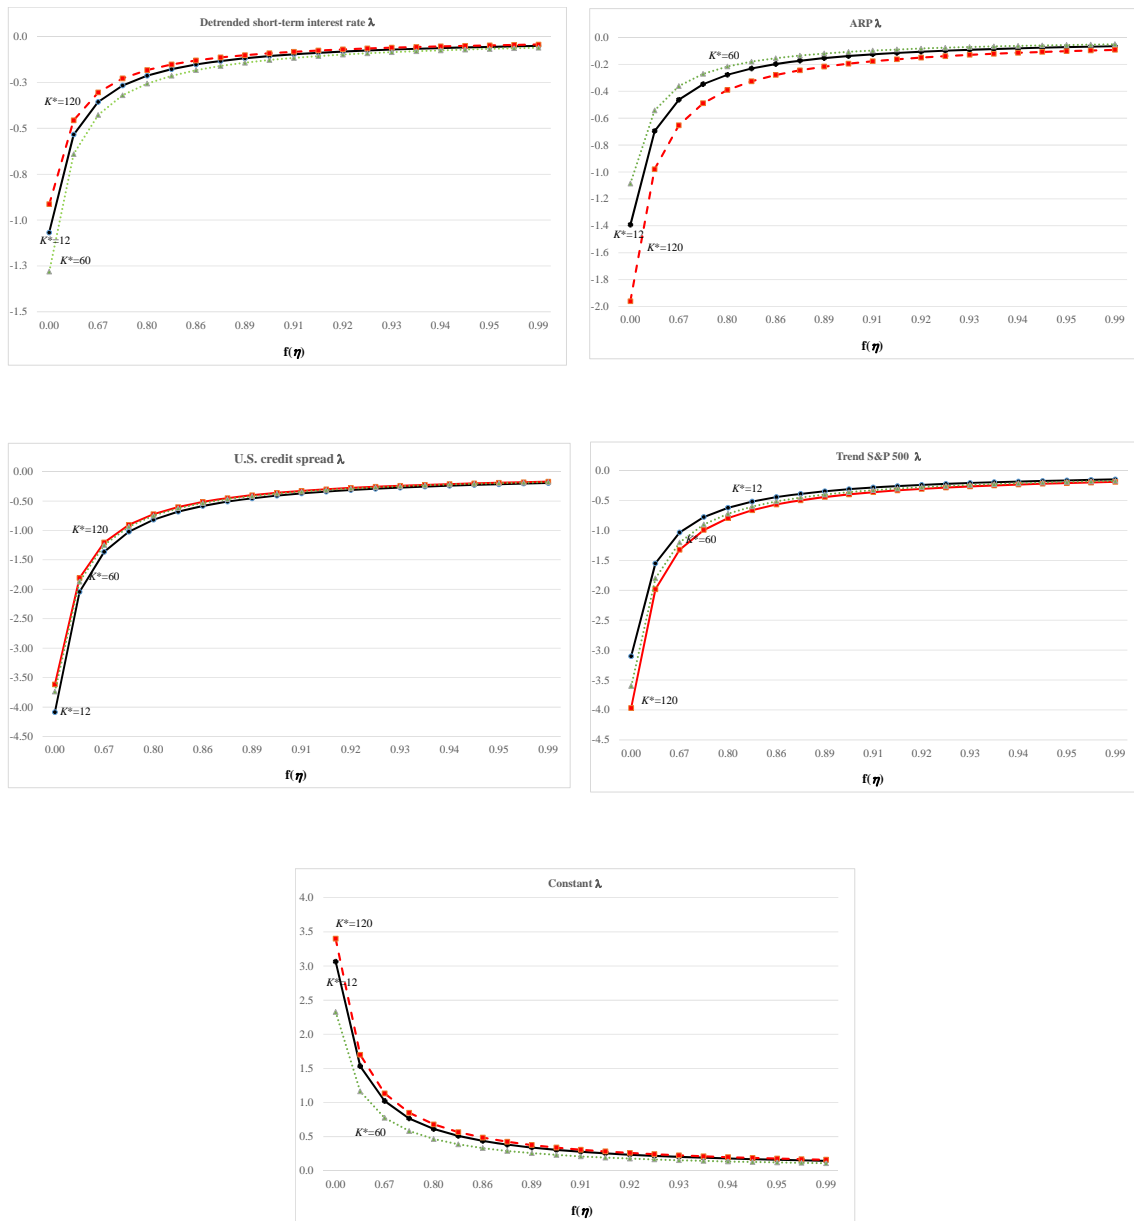 Detrended short-term interest rate λ
0.0
-0.3
-0.5
-0.8
-1.0
-1.3
-1.5
K*=120
K*=12
K*=60
0.00 0.67 0.80 0.86 0.89 0.91 0.92 0.93 0.94 0.95 0.99
f(η)
ARP λ
0.0
-0.2
-0.4
-0.6
-0.8
-1.0
-1.2
-1.4
-1.6
-1.8
-2.0
K*=60
K*=12
K*=120
0.00 0.67 0.80 0.86 0.89 0.91 0.92 0.93 0.94 0.95 0.99
f(η)
U.S. credit spread λ
0.00
-0.50
-1.00
-1.50
-2.00
-2.50
-3.00
-3.50
-4.00
-4.50
K*=120
K*=60
K*=12
0.00 0.67 0.80 0.86 0.89 0.91 0.92 0.93 0.94 0.95 0.99
f(η)
Trend S&P 500 λ
0.0
-0.5
-1.0
-1.5
-2.0
-2.5
-3.0
-3.5
-4.0
-4.5
K*=12
K*=60
K*=120
0.00 0.67 0.80 0.86 0.89 0.91 0.92 0.93 0.94 0.95 0.99
f(η)
Constant λ
4.0
3.5
3.0
2.5
2.0
1.5
1.0
0.5
0.0
K*=120
K*=12
K*=60
0.00 0.67 0.80 0.86 0.89 0.91 0.92 0.93 0.94 0.95 0.99
f(η)